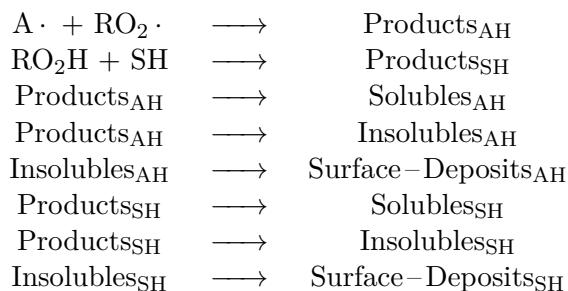 A · + RO₂ · ⟶ Products_AH
RO₂H + SH ⟶ Products_SH
Products_AH ⟶ Solubles_AH
Products_AH ⟶ Insolubles_AH
Insolubles_AH ⟶ Surface–Deposits_AH
Products_SH ⟶ Solubles_SH
Products_SH ⟶ Insolubles_SH
Insolubles_SH ⟶ Surface–Deposits_SH